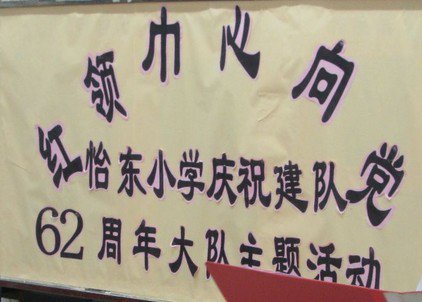 红领巾心向党
怡东小学庆祝建队
62周年大队主题活动